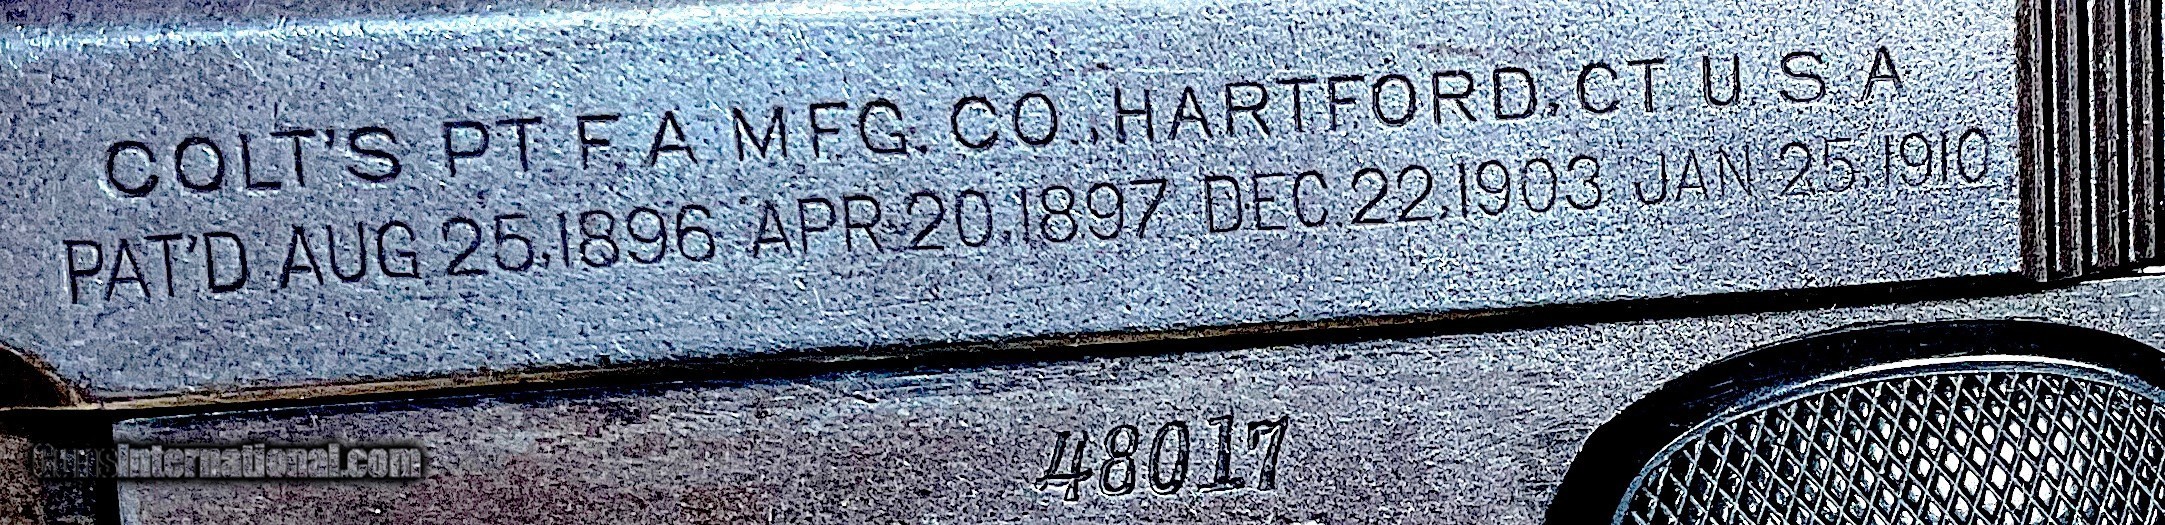 COLT'S PT. F. A. MFG. CO., HARTFORD, CT. U.S.A.
PAT'D AUG. 25, 1896 APR. 20, 1897 DEC. 22, 1903 JAN 25, 1910
48017
GunsInternational.com